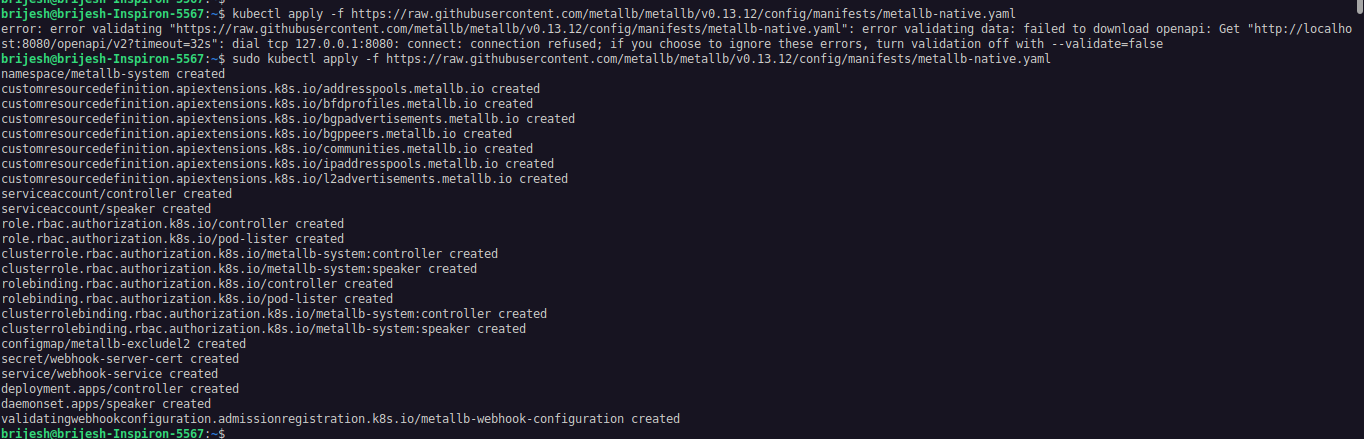 brijesh@brijesh-Inspiron-5567:~$
brijesh@brijesh-Inspiron-5567:~$ kubectl apply -f https://raw.githubusercontent.com/metallb/metallb/v0.13.12/config/manifests/metallb-native.yaml
error: error validating "https://raw.githubusercontent.com/metallb/metallb/v0.13.12/config/manifests/metallb-native.yaml": error validating data: failed to download openapi: Get "http://localho
st:8080/openapi/v2?timeout=32s": dial tcp 127.0.0.1:8080: connect: connection refused; if you choose to ignore these errors, turn validation off with --validate=false
brijesh@brijesh-Inspiron-5567:~$ sudo kubectl apply -f https://raw.githubusercontent.com/metallb/metallb/v0.13.12/config/manifests/metallb-native.yaml
namespace/metallb-system created
customresourcedefinition.apiextensions.k8s.io/addresspools.metallb.io created
customresourcedefinition.apiextensions.k8s.io/bfdprofiles.metallb.io created
customresourcedefinition.apiextensions.k8s.io/bgpadvertisements.metallb.io created
customresourcedefinition.apiextensions.k8s.io/bgppeers.metallb.io created
customresourcedefinition.apiextensions.k8s.io/communities.metallb.io created
customresourcedefinition.apiextensions.k8s.io/ipaddresspools.metallb.io created
customresourcedefinition.apiextensions.k8s.io/l2advertisements.metallb.io created
serviceaccount/controller created
serviceaccount/speaker created
role.rbac.authorization.k8s.io/controller created
role.rbac.authorization.k8s.io/pod-lister created
clusterrole.rbac.authorization.k8s.io/metallb-system:controller created
clusterrole.rbac.authorization.k8s.io/metallb-system:speaker created
rolebinding.rbac.authorization.k8s.io/controller created
rolebinding.rbac.authorization.k8s.io/pod-lister created
clusterrolebinding.rbac.authorization.k8s.io/metallb-system:controller created
clusterrolebinding.rbac.authorization.k8s.io/metallb-system:speaker created
configmap/metallb-excludel2 created
secret/webhook-server-cert created
service/webhook-service created
deployment.apps/controller created
daemonset.apps/speaker created
validatingwebhookconfiguration.admissionregistration.k8s.io/metallb-webhook-configuration created
brijesh@brijesh-Inspiron-5567:~$